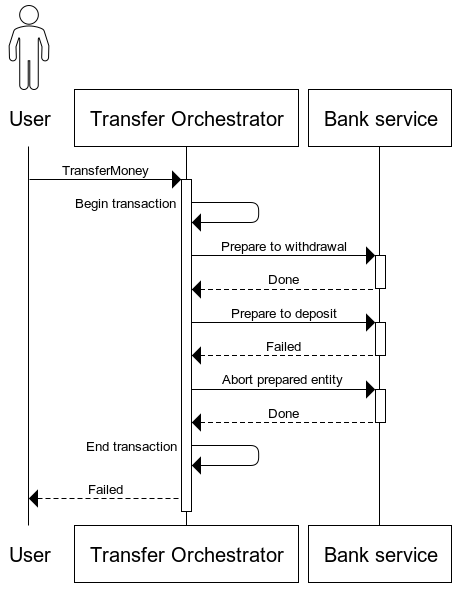 User
Transfer Orchestrator
Bank service
TransferMoney
Begin transaction
Prepare to withdrawal
Done
Prepare to deposit
Failed
Abort prepared entity
Done
End transaction
Failed
User
Transfer Orchestrator
Bank service